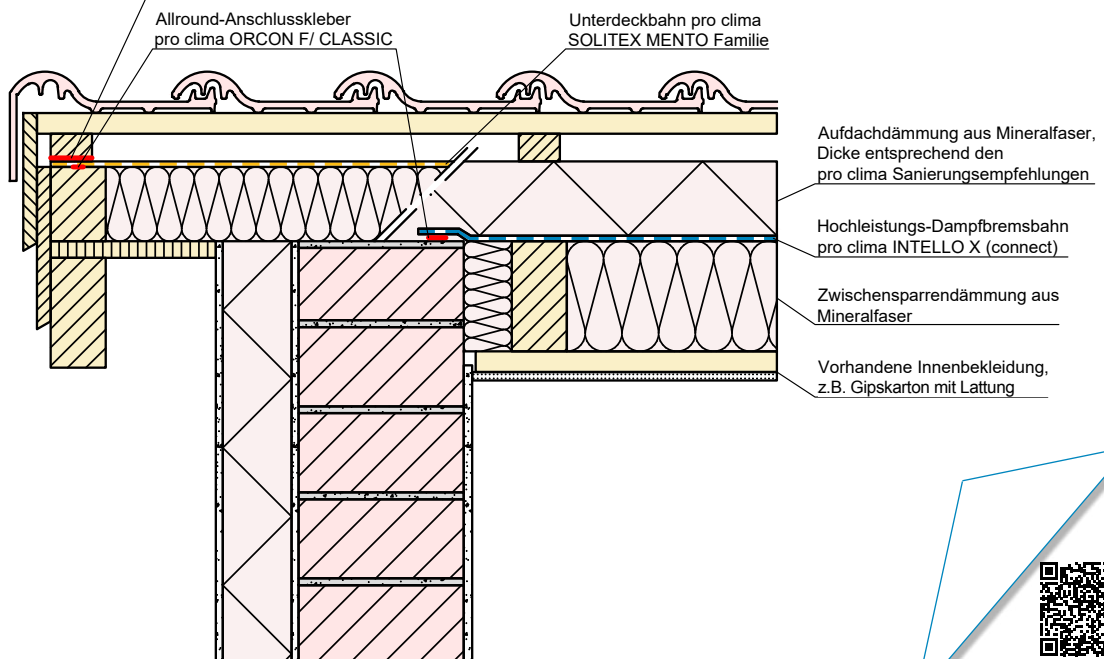 Allround-Anschlusskleber
pro clima ORCON F/ CLASSIC
Unterdeckbahn pro clima
SOLITEX MENTO Familie
Aufdachdämmung aus Mineralfaser,
Dicke entsprechend den
pro clima Sanierungsempfehlungen
Hochleistungs-Dampfbremsbahn
pro clima INTELLO X (connect)
Zwischensparrendämmung aus
Mineralfaser
Vorhandene Innenbekleidung,
z.B. Gipskarton mit Lattung